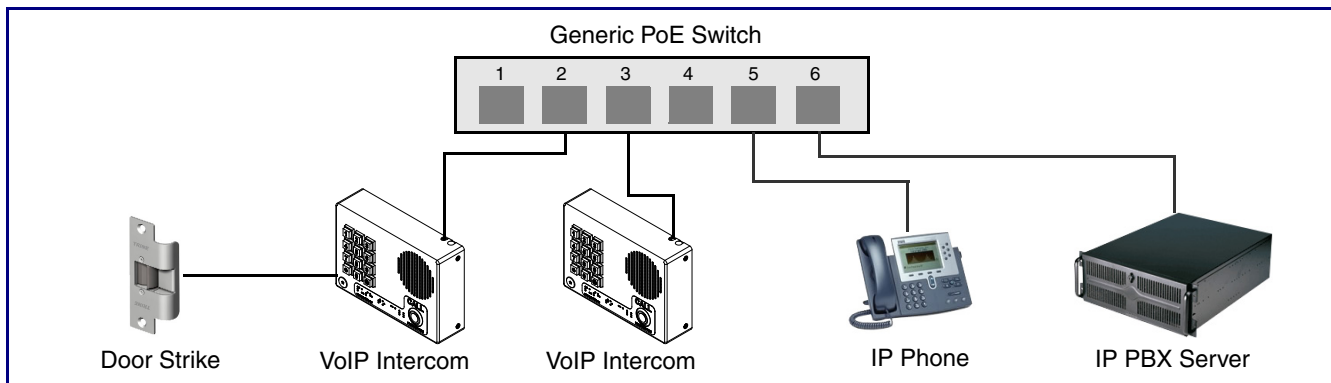 Generic PoE Switch
1 2 3 4 5 6
Door Strike
VoIP Intercom
VoIP Intercom
IP Phone
IP PBX Server